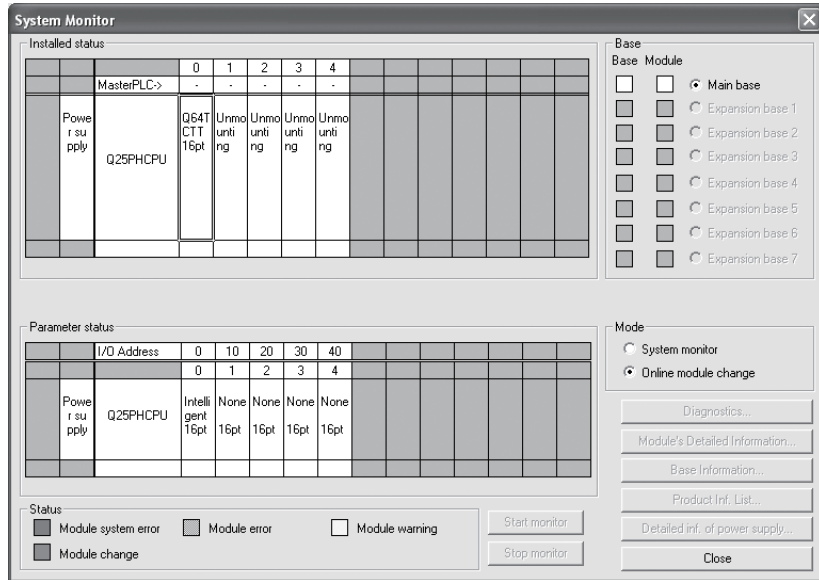 System Monitor
Installed status
0 1 2 3 4
MasterPLC-> - - - - -
Powe
r su
pply
Q25PHCPU
Q64T
CTT
16pt
Unmo
unti
ng
Unmo
unti
ng
Unmo
unti
ng
Unmo
unti
ng
Base
Base Module
Main base
Expansion base 1
Expansion base 2
Expansion base 3
Expansion base 4
Expansion base 5
Expansion base 6
Expansion base 7
Parameter status
I/O Address 0 10 20 30 40
0 1 2 3 4
Powe
r su
pply
Q25PHCPU
Intelli
gent
16pt
None
16pt
None
16pt
None
16pt
None
16pt
Mode
System monitor
Online module change
Diagnostics...
Module's Detailed Information...
Base Information...
Product Inf. List...
Detailed inf. of power supply...
Close
Status
Module system error
Module error
Module warning
Module change
Start monitor
Stop monitor